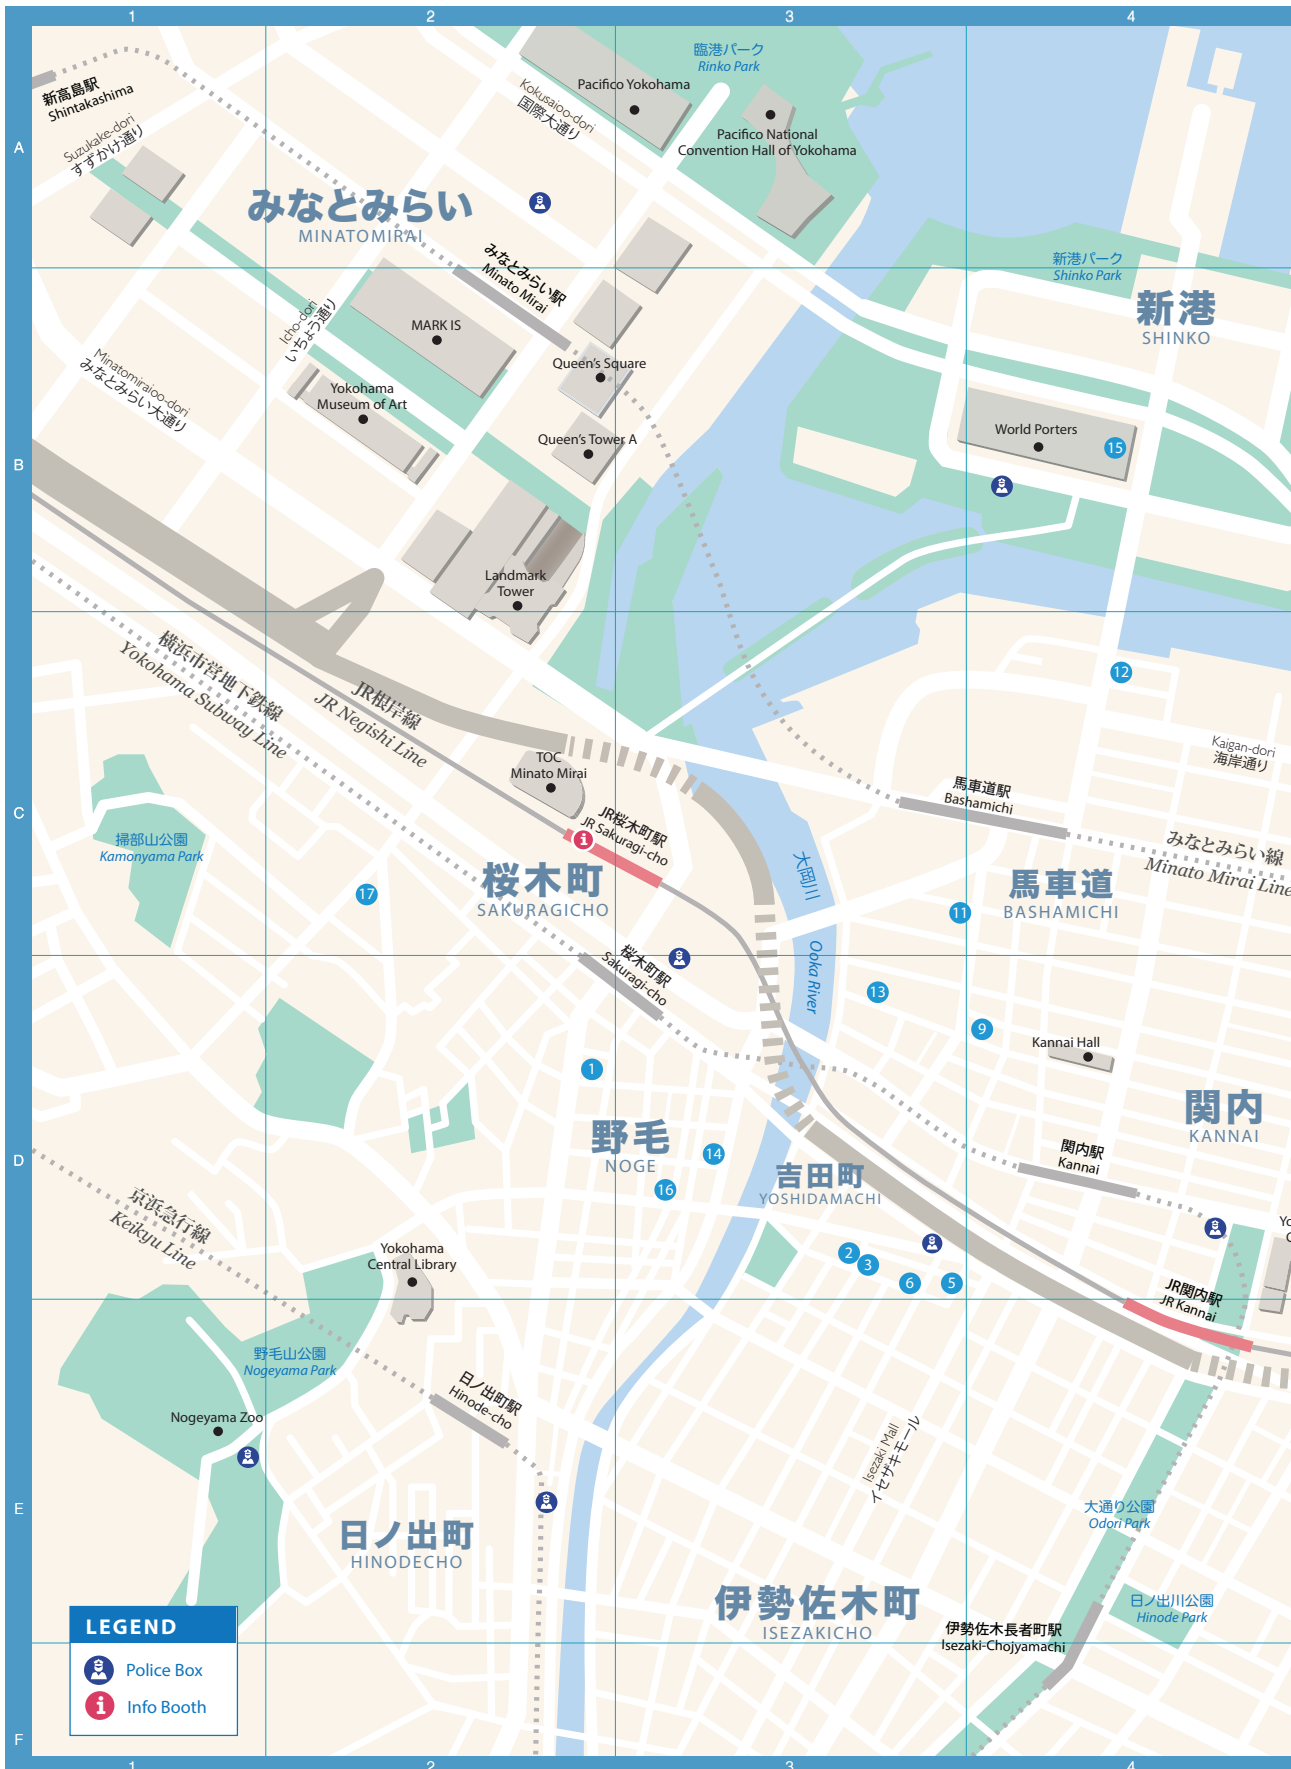 1
2
3
4
臨港パーク
Rinko Park
Pacifico Yokohama
新高島駅
Shintakashima
Kokusaioo-dori
国際大通り
Suzukake-dori
すずかけ通り
Pacifico National
Convention Hall of Yokohama
A
みなとみらい
MINATOMIRAI
みなとみらい駅
Minato Mirai
新港パーク
Shinko Park
新港
SHINKO
Icho-dori
いちょう通り
MARK IS
Queen's Square
Minatomiraioo-dori
みなとみらい大通り
Yokohama
Museum of Art
Queen's Tower A
World Porters
15
B
Landmark
Tower
横浜市営地下鉄線
Yokohama Subway Line
JR根岸線
JR Negishi Line
12
Kaigan-dori
海岸通り
TOC
Minato Mirai
馬車道駅
Bashamichi
C
JR桜木町駅
JR Sakuragi-cho
掃部山公園
Kamonyama Park
みなとみらい線
Minato Mirai Line
大岡川
Ooka River
17
桜木町
SAKURAGICHO
馬車道
BASHAMICHI
11
桜木町駅
Sakuragi-cho
13
9
Kannai Hall
1
野毛
NOGE
関内
KANNAI
14
関内駅
Kannai
D
16
吉田町
YOSHIDAMACHI
京浜急行線
Keikyu Line
Yokohama
Central Library
2
3
6
5
JR関内駅
JR Kannai
野毛山公園
Nogeyama Park
日ノ出町駅
Hinode-cho
Nogeyama Zoo
Isezaki Mall
イセザキモール
E
大通り公園
Odori Park
日ノ出町
HINODECHO
伊勢佐木町
ISEZAKICHO
日ノ出川公園
Hinode Park
伊勢佐木長者町駅
Isezaki-Chojyamachi
LEGEND
Police Box
Info Booth
F
1
2
3
4